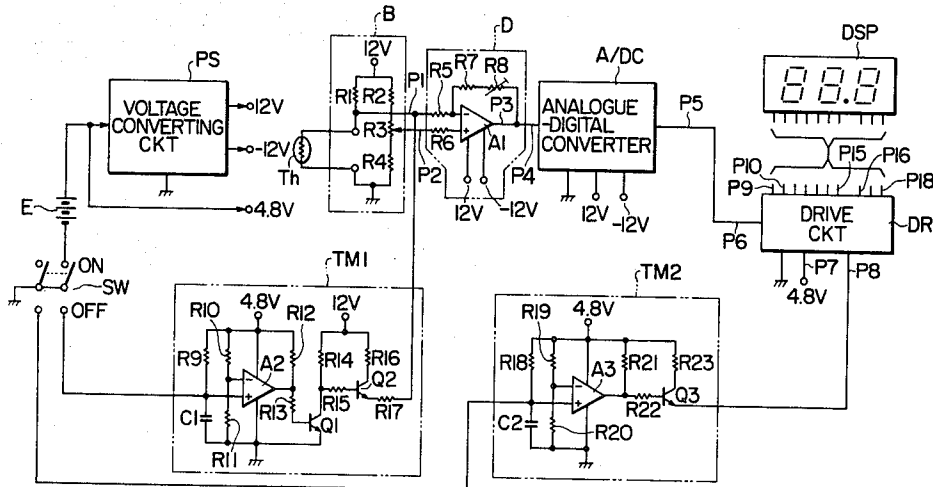 B
D
DSP
PS
12V
R7 R8
A/DC
88.8
VOLTAGE
CONVERTING
CKT
12V
-12V
R1 R2
P1 R5
P3
A1
ANALOGUE
-DIGITAL
CONVERTER
P5
R3
R6
Th
R4
P2
P4
P10
P15
P16
P9
P18
E
4.8V
12V
-12V
12V
-12V
P6
DRIVE
CKT
DR
ON
SW
OFF
TM1
TM2
P7
P8
4.8V
R10
4.8V
R12
12V
R19
4.8V
R9
A2
R14
R16
Q2
R18
A3
R21
R23
R15
R17
R13
Q1
R22
Q3
C1
R11
C2
R20